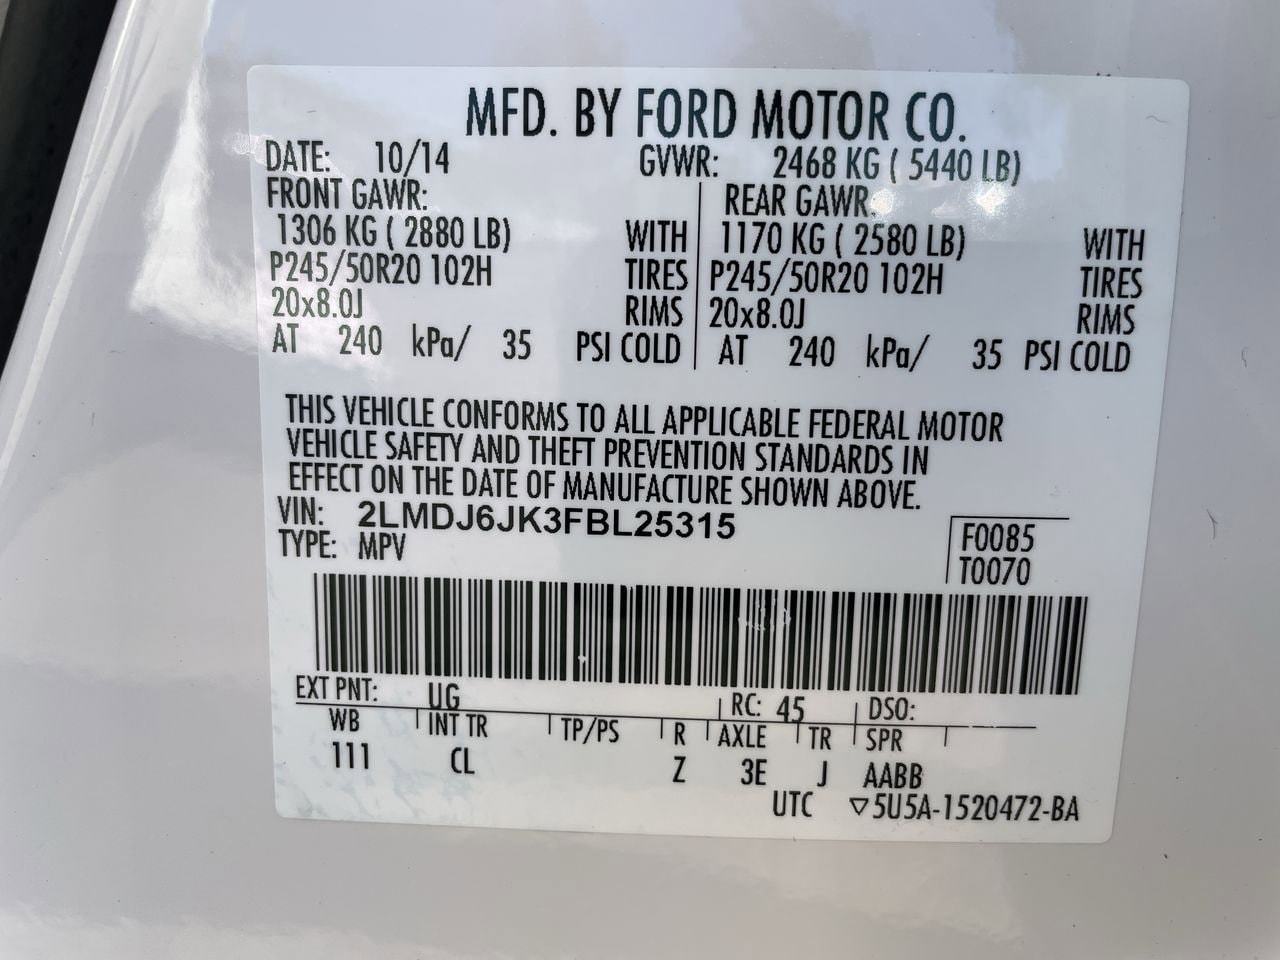 MFD. BY FORD MOTOR CO.
DATE: 10/14 GVWR: 2468 KG ( 5440 LB)
FRONT GAWR: REAR GAWR:
1306 KG ( 2880 LB) WITH 1170 KG ( 2580 LB) WITH
P245/50R20 102H TIRES P245/50R20 102H TIRES
20x8.0J RIMS 20x8.0J RIMS
AT 240 kPa/ 35 PSI COLD AT 240 kPa/ 35 PSI COLD
THIS VEHICLE CONFORMS TO ALL APPLICABLE FEDERAL MOTOR
VEHICLE SAFETY AND THEFT PREVENTION STANDARDS IN
EFFECT ON THE DATE OF MANUFACTURE SHOWN ABOVE.
VIN: 2LMDJ6JK3FBL25315 F0085
TYPE: MPV T0070
EXT PNT: UG RC: 45 DSO:
WB INT TR TP/PS R AXLE TR SPR
111 CL Z 3E J AABB
UTC ▽5U5A-1520472-BA